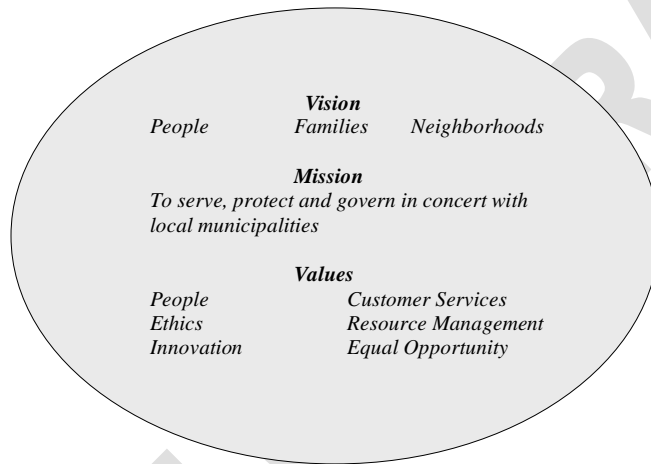 Vision
People Families Neighborhoods
Mission
To serve, protect and govern in concert with
local municipalities
Values
People Customer Services
Ethics Resource Management
Innovation Equal Opportunity